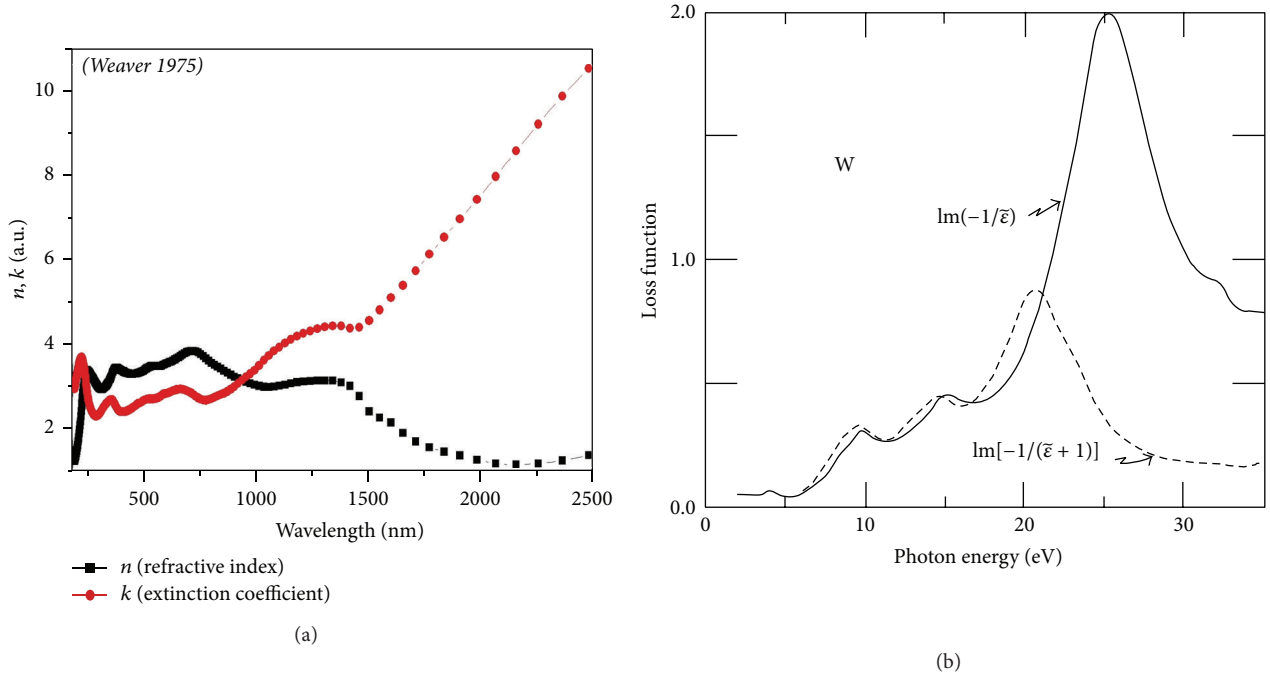 (Weaver 1975)
10
8
6
4
2
n, k (a.u.)
500
1000
1500
2000
2500
Wavelength (nm)
n (refractive index)
k (extinction coefficient)
(a)
2.0
1.0
0.0
Loss function
W
lm(−1/ε̃)
lm[−1/(ε̃ + 1)]
0
10
20
30
Photon energy (eV)
(b)